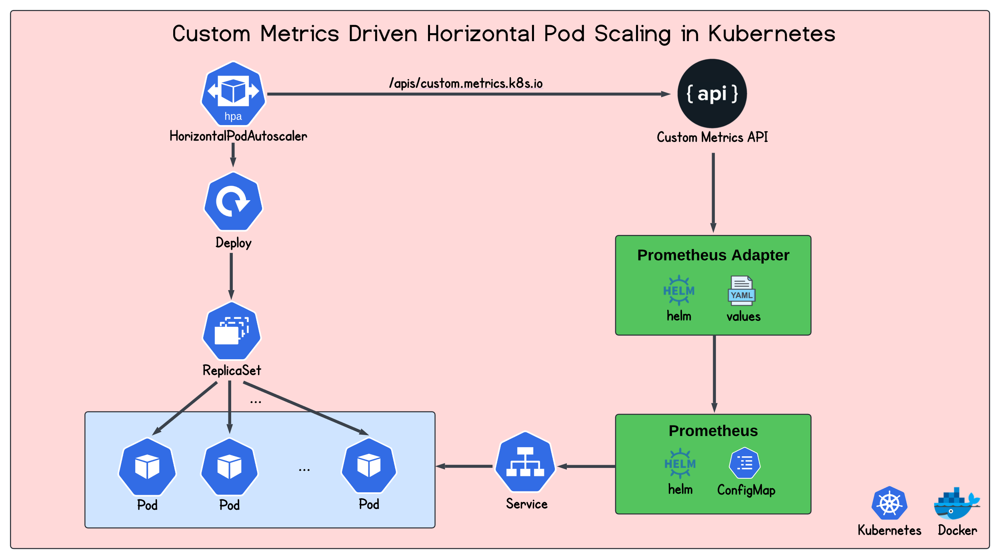 Custom Metrics Driven Horizontal Pod Scaling in Kubernetes
/apis/custom.metrics.k8s.io
{ api }
hpa
HorizontalPodAutoscaler
Custom Metrics API
Deploy
Prometheus Adapter
HELM
YAML
helm
values
ReplicaSet
...
Prometheus
HELM
...
helm
ConfigMap
Pod
Pod
Pod
Service
Kubernetes
Docker